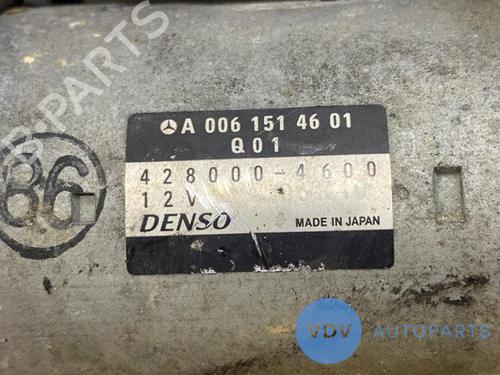 B-PARTS
A 006 151 46 01
Q01
428000-4600
12V
DENSO
MADE IN JAPAN
86
VDV AUTOPARTS